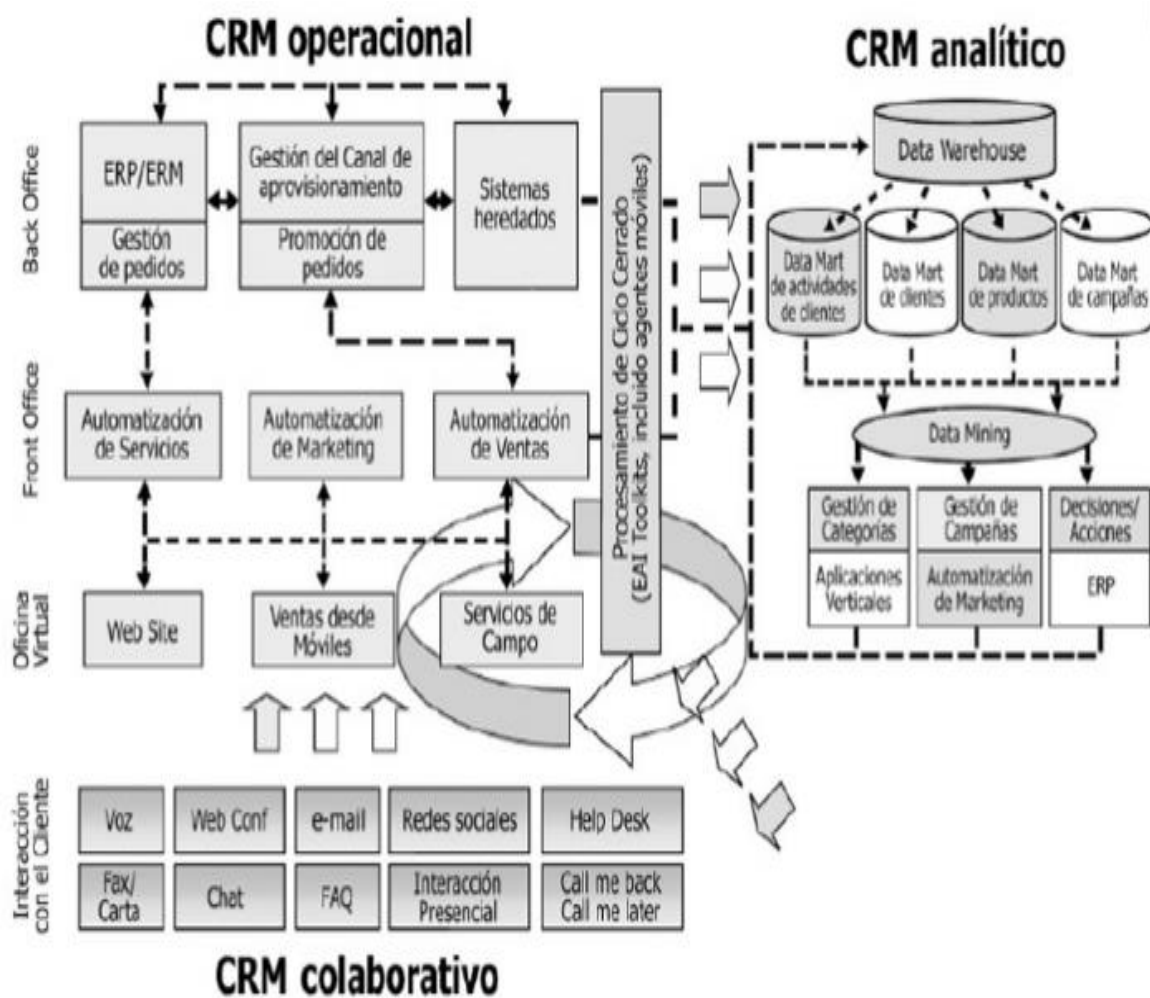 CRM operacional
CRM analítico
Back Office
ERP/ERM
Gestión
de pedidos
Gestión del Canal de
aprovisionamiento
Promoción de
pedidos
Sistemas
heredados
Procesamiento de Ciclo Cerrado
(EAI Toolkits, incluido agentes móviles)
Data Warehouse
Data Mart
de actividades
de clientes
Data Mart
de clientes
Data Mart
de productos
Data Mart
de campañas
Front Office
Automatización
de Servicios
Automatización
de Marketing
Automatización
de Ventas
Data Mining
Gestión de
Categorías
Aplicaciones
Verticales
Gestión de
Campañas
Automatización
de Marketing
Decisiones/
Acciones
ERP
Oficina
Virtual
Web Site
Ventas desde
Móviles
Servicios de
Campo
Interacción
con el Cliente
Voz
Web Conf
e-mail
Redes sociales
Help Desk
Fax/
Carta
Chat
FAQ
Interacción
Presencial
Call me back
Call me later
CRM colaborativo